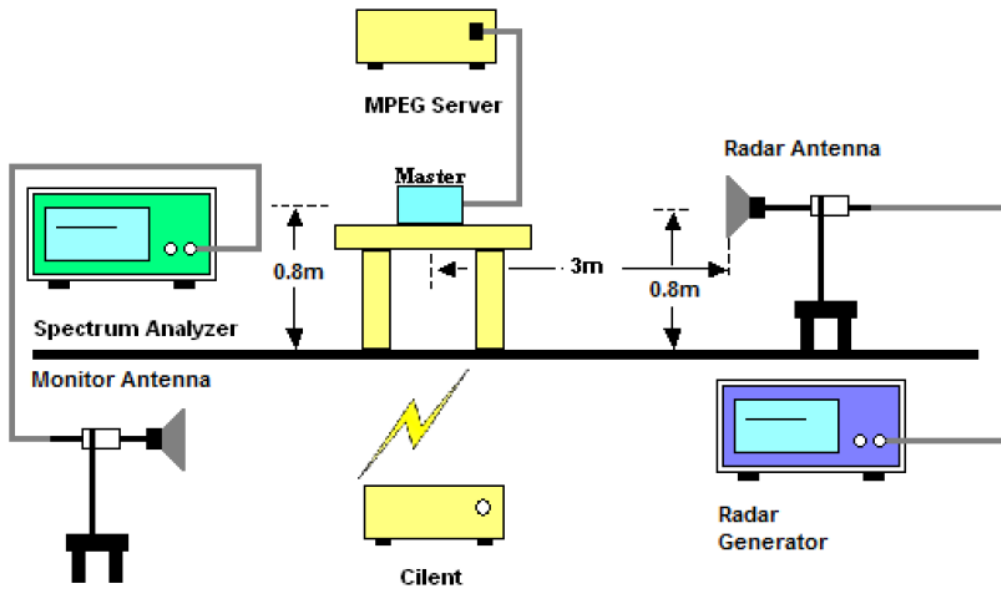 MPEG Server
Radar Antenna
Master
0.8m
3m
0.8m
Spectrum Analyzer
Monitor Antenna
Radar
Generator
Cilent